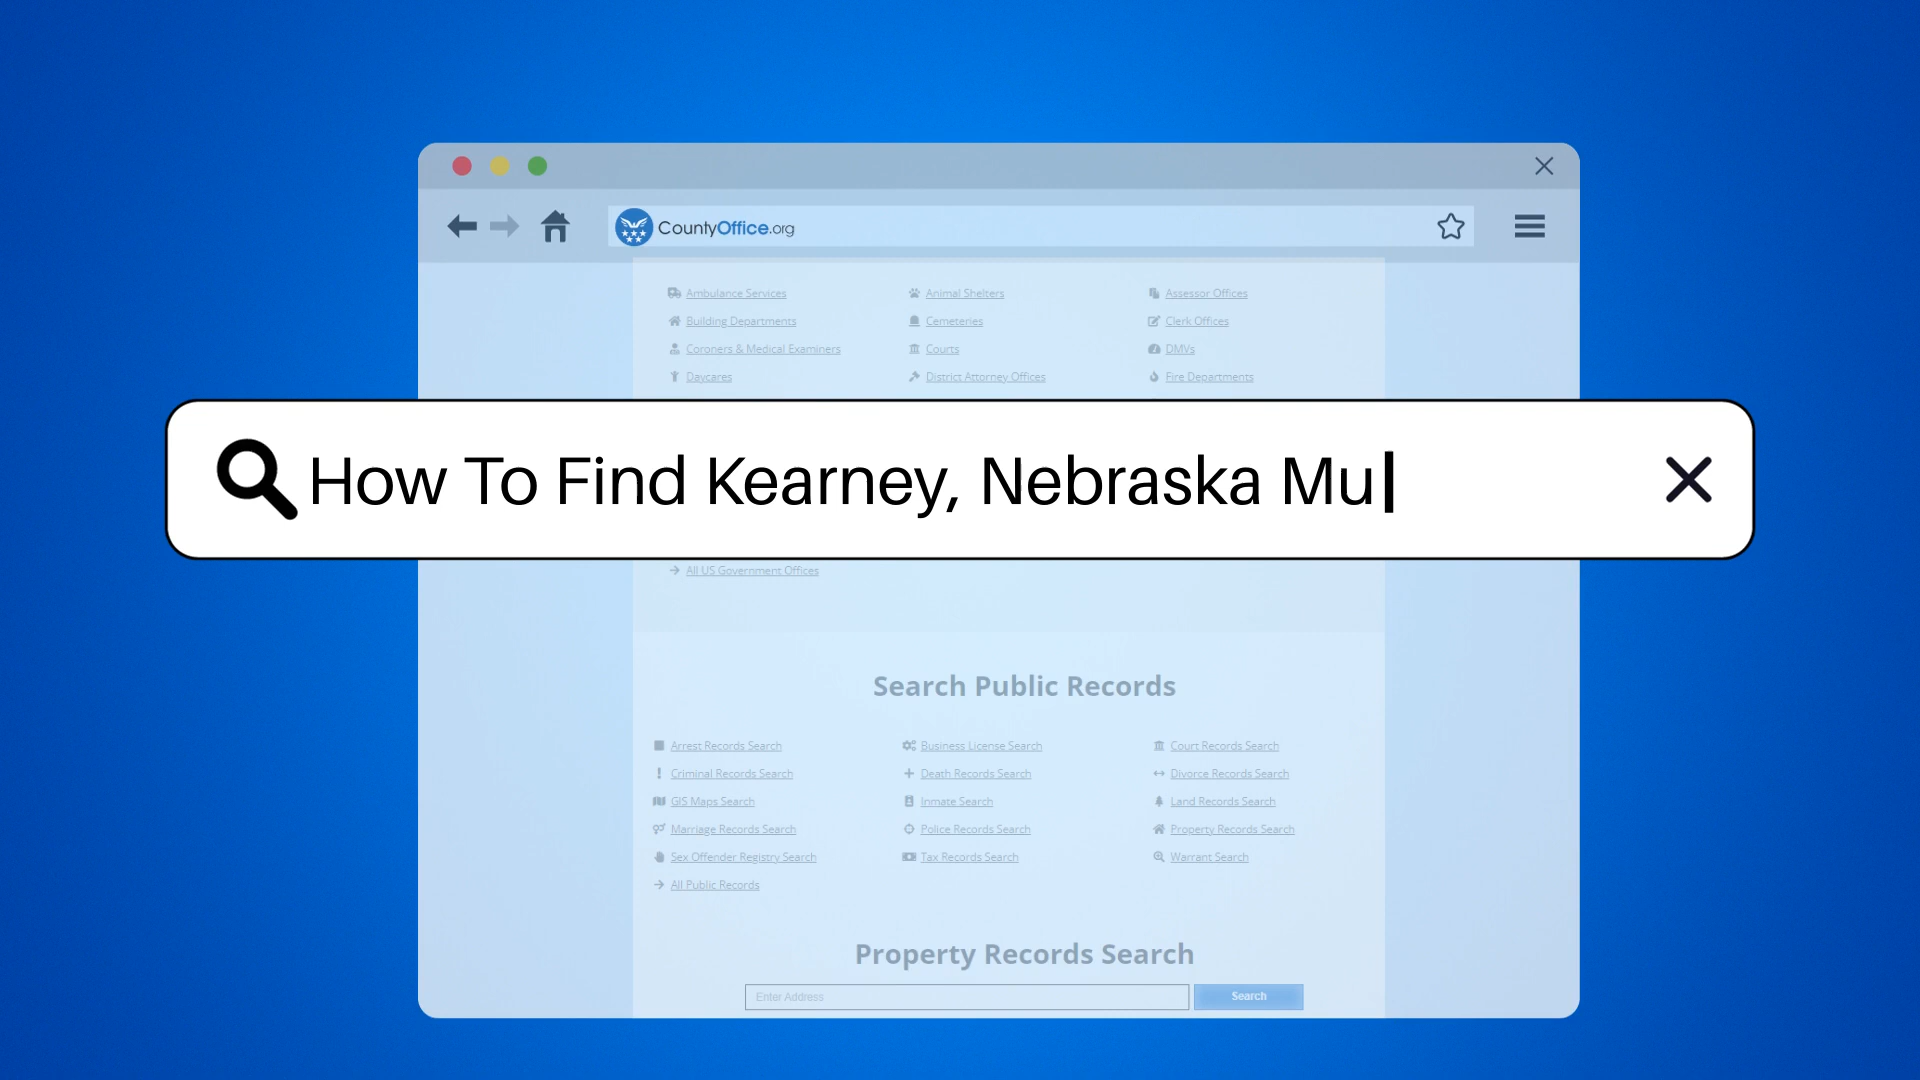 CountyOffice.org
Ambulance Services Animal Shelters Assessor Offices
Building Departments Cemeteries Clerk Offices
Coroners & Medical Examiners Courts DMVs
Daycares District Attorney Offices Fire Departments
How To Find Kearney, Nebraska Mu
All US Government Offices
Search Public Records
Arrest Records Search Business License Search Court Records Search
Criminal Records Search Death Records Search Divorce Records Search
GIS Maps Search Inmate Search Land Records Search
Marriage Records Search Police Records Search Property Records Search
Sex Offender Registry Search Tax Records Search Warrant Search
All Public Records
Property Records Search
Enter Address Search